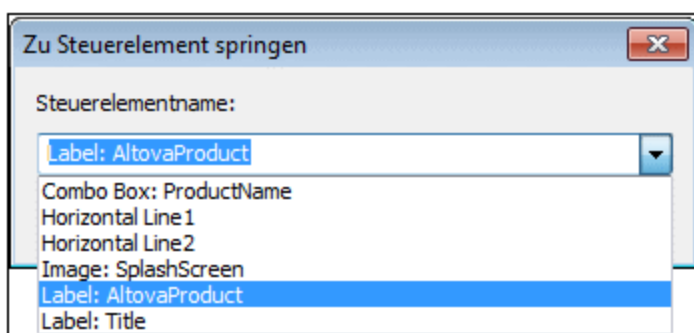 Zu Steuerelement springen
Steuerelementname:
Label: AltovaProduct
Combo Box: ProductName
Horizontal Line1
Horizontal Line2
Image: SplashScreen
Label: AltovaProduct
Label: Title